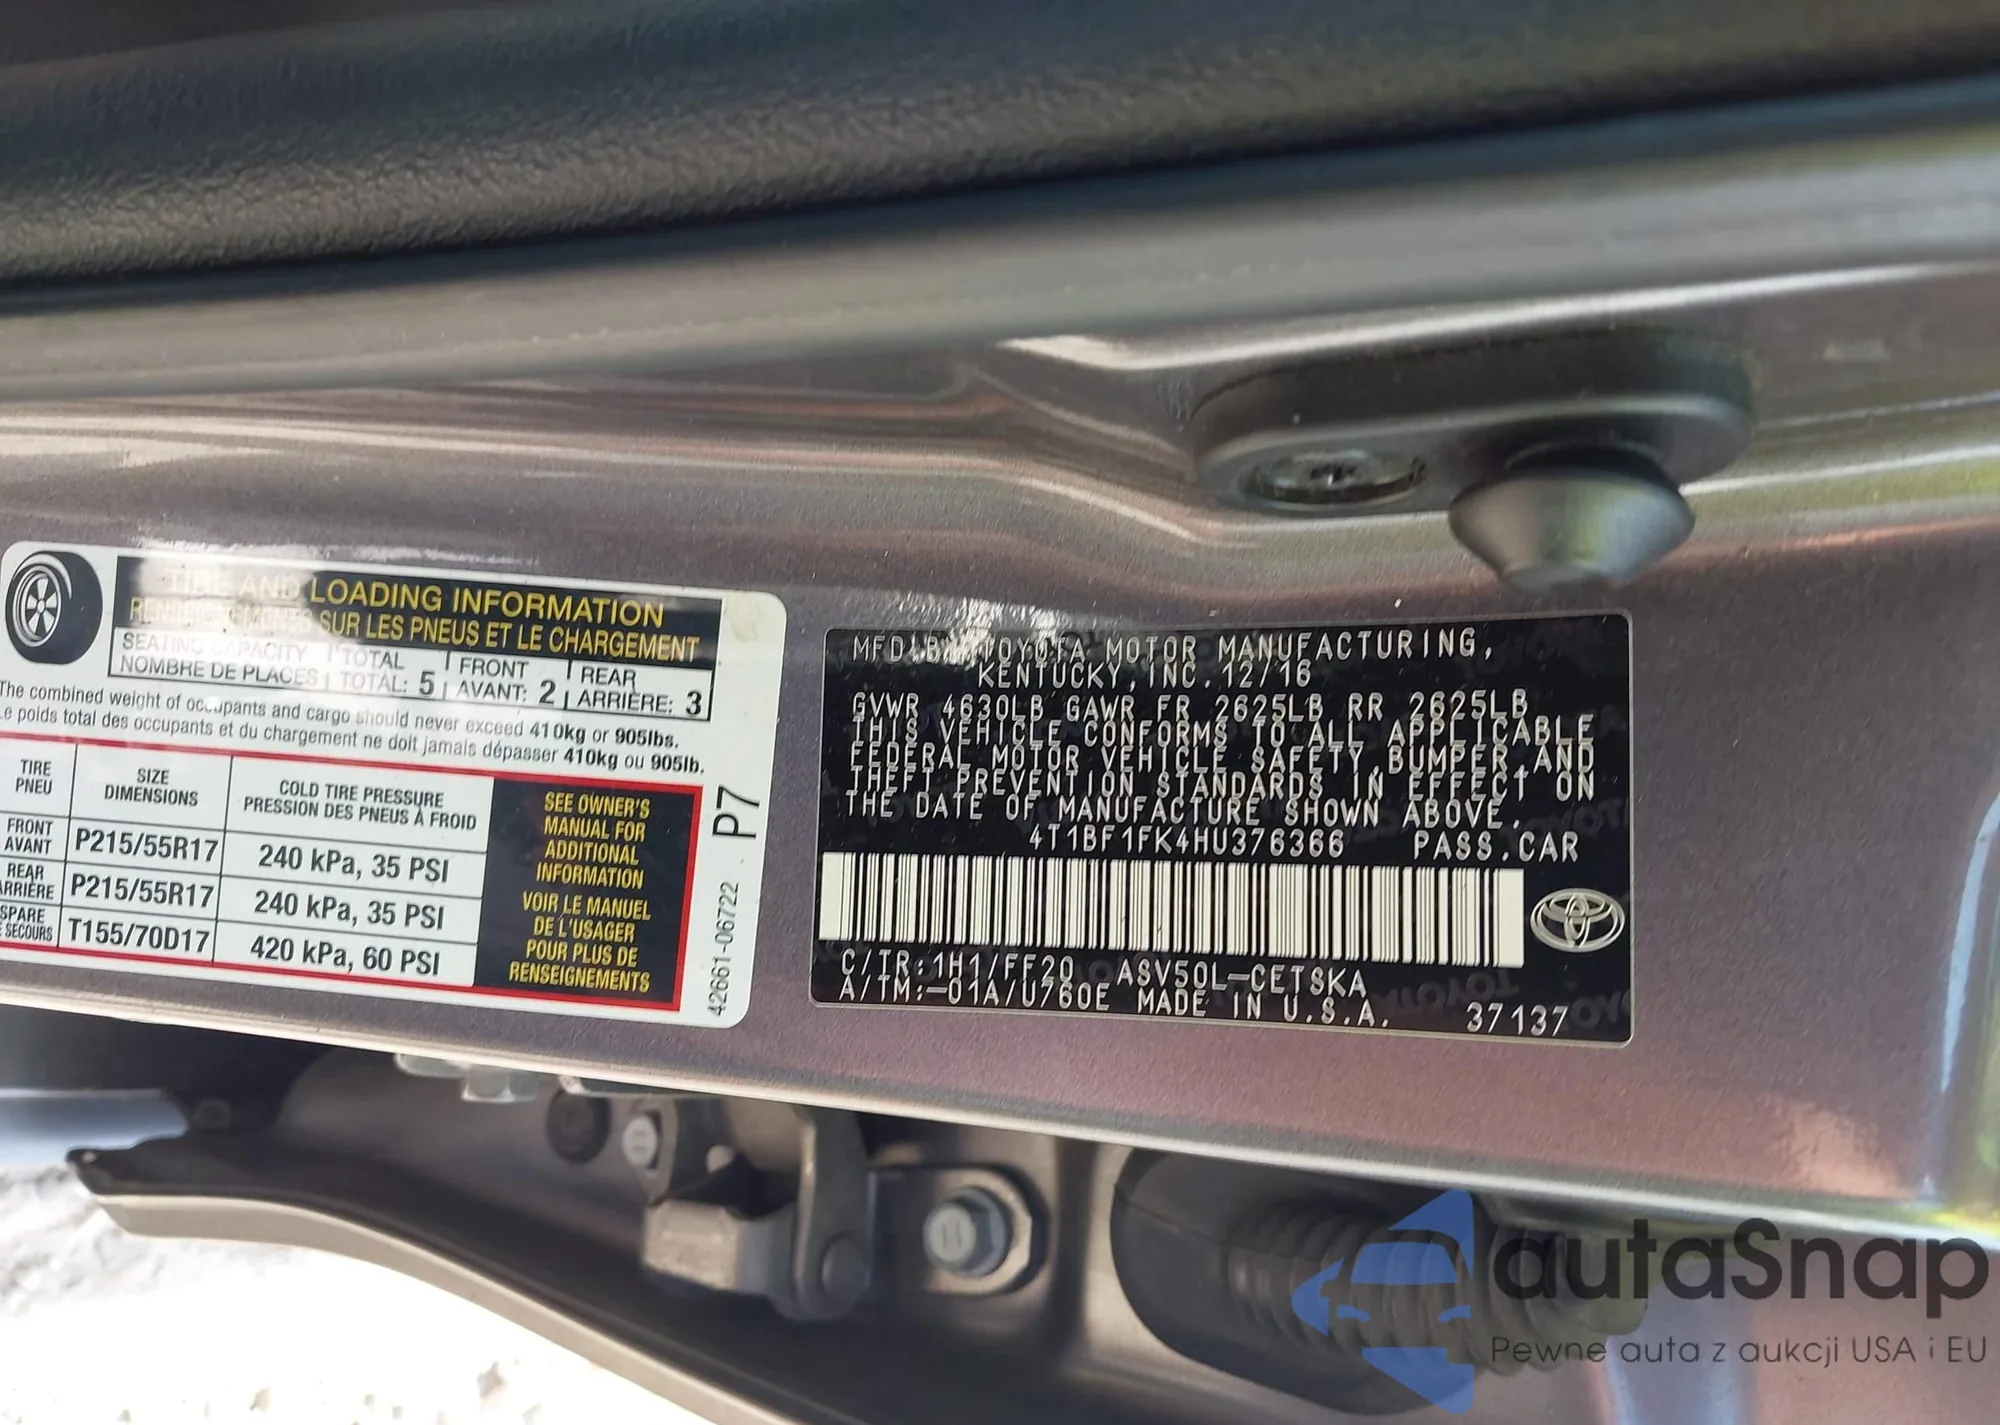 TIRE AND LOADING INFORMATION
RENSEIGNEMENTS SUR LES PNEUS ET LE CHARGEMENT
SEATING CAPACITY TOTAL FRONT REAR
NOMBRE DE PLACES TOTAL: 5 AVANT: 2 ARRIÈRE: 3
The combined weight of occupants and cargo should never exceed 410kg or 905lbs.
Le poids total des occupants et du chargement ne doit jamais dépasser 410kg ou 905lb.
TIRE
PNEU
SIZE
DIMENSIONS
COLD TIRE PRESSURE
PRESSION DES PNEUS À FROID
FRONT
AVANT
P215/55R17
240 kPa, 35 PSI
REAR
ARRIÈRE
P215/55R17
240 kPa, 35 PSI
SPARE
SECOURS
T155/70D17
420 kPa, 60 PSI
SEE OWNER'S
MANUAL FOR
ADDITIONAL
INFORMATION
VOIR LE MANUEL
DE L'USAGER
POUR PLUS DE
RENSEIGNEMENTS
42661-06722 P7
MFD BY TOYOTA MOTOR MANUFACTURING,
KENTUCKY, INC. 12/16
GVWR 4630LB GAWR FR 2625LB RR 2625LB
THIS VEHICLE CONFORMS TO ALL APPLICABLE
FEDERAL MOTOR VEHICLE SAFETY, BUMPER, AND
THEFT PREVENTION STANDARDS IN EFFECT ON
THE DATE OF MANUFACTURE SHOWN ABOVE.
4T1BF1FK4HU376366 PASS.CAR
C/TR:1H1/FF20 ASV50L-CETSKA
A/TM:-01A/U760E MADE IN U.S.A.
37137
autaSnap
Pewne auta z aukcji USA i EU